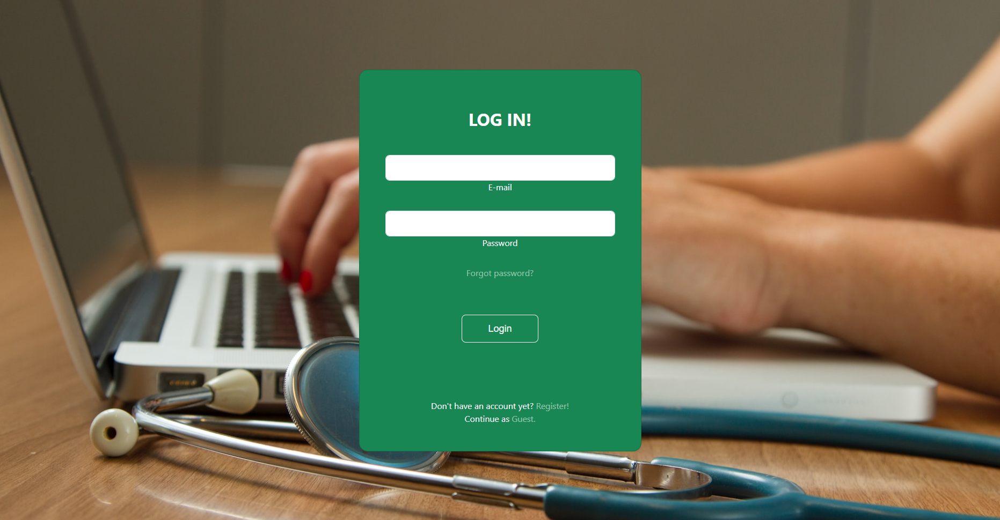 LOG IN!
E-mail
Password
Forgot password?
Login
Don't have an account yet? Register!
Continue as Guest.